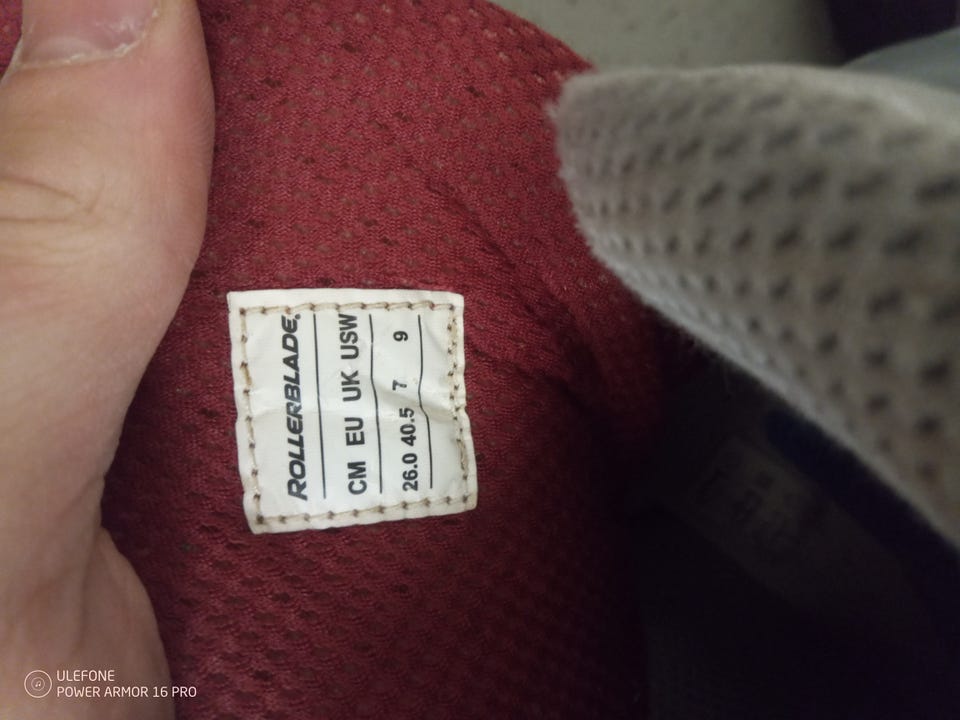 ROLLERBLADE.
CM EU UK USW
26.0 40.5 7 9
ULEFONE
POWER ARMOR 16 PRO